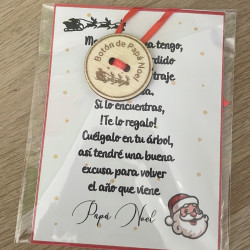 Botón de Papá Noel
tengo,
Si lo encuentras,
!Te lo regalo!
Cuélgalo en tu árbol,
así tendré una buena
excusa para volver
el año que viene
Papá Noel